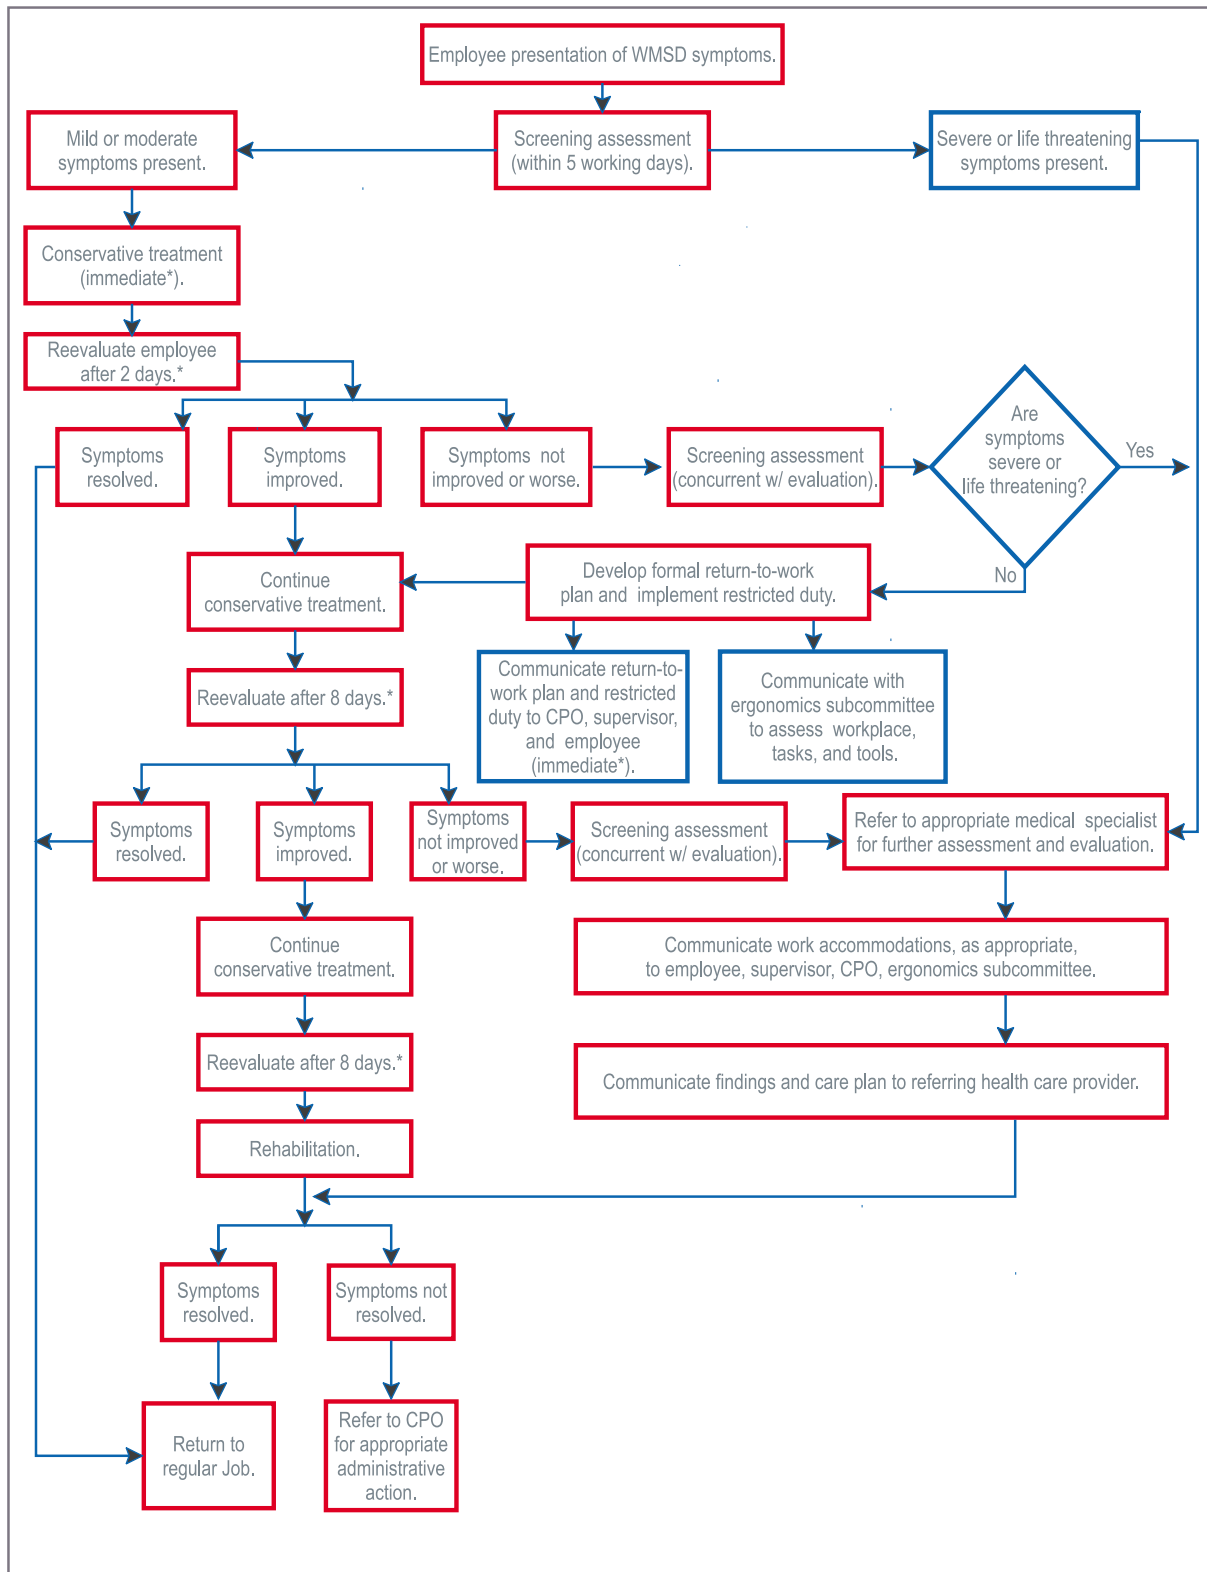 Employee presentation of WMSD symptoms.
Mild or moderate
symptoms present.
Screening assessment
(within 5 working days).
Severe or life threatening
symptoms present.
Conservative treatment
(immediate*).
Reevaluate employee
after 2 days.*
Symptoms
resolved.
Symptoms
improved.
Symptoms not
improved or worse.
Screening assessment
(concurrent w/ evaluation).
Are
symptoms
severe or
life threatening?
Yes
No
Continue
conservative treatment.
Develop formal return-to-work
plan and implement restricted duty.
Reevaluate after 8 days.*
Communicate return-to-
work plan and restricted
duty to CPO, supervisor,
and employee
(immediate*).
Communicate with
ergonomics subcommittee
to assess workplace,
tasks, and tools.
Symptoms
resolved.
Symptoms
improved.
Symptoms
not improved
or worse.
Screening assessment
(concurrent w/ evaluation).
Refer to appropriate medical specialist
for further assessment and evaluation.
Continue
conservative treatment.
Communicate work accommodations, as appropriate,
to employee, supervisor, CPO, ergonomics subcommittee.
Reevaluate after 8 days.*
Communicate findings and care plan to referring health care provider.
Rehabilitation.
Symptoms
resolved.
Symptoms not
resolved.
Return to
regular Job.
Refer to CPO
for appropriate
administrative
action.